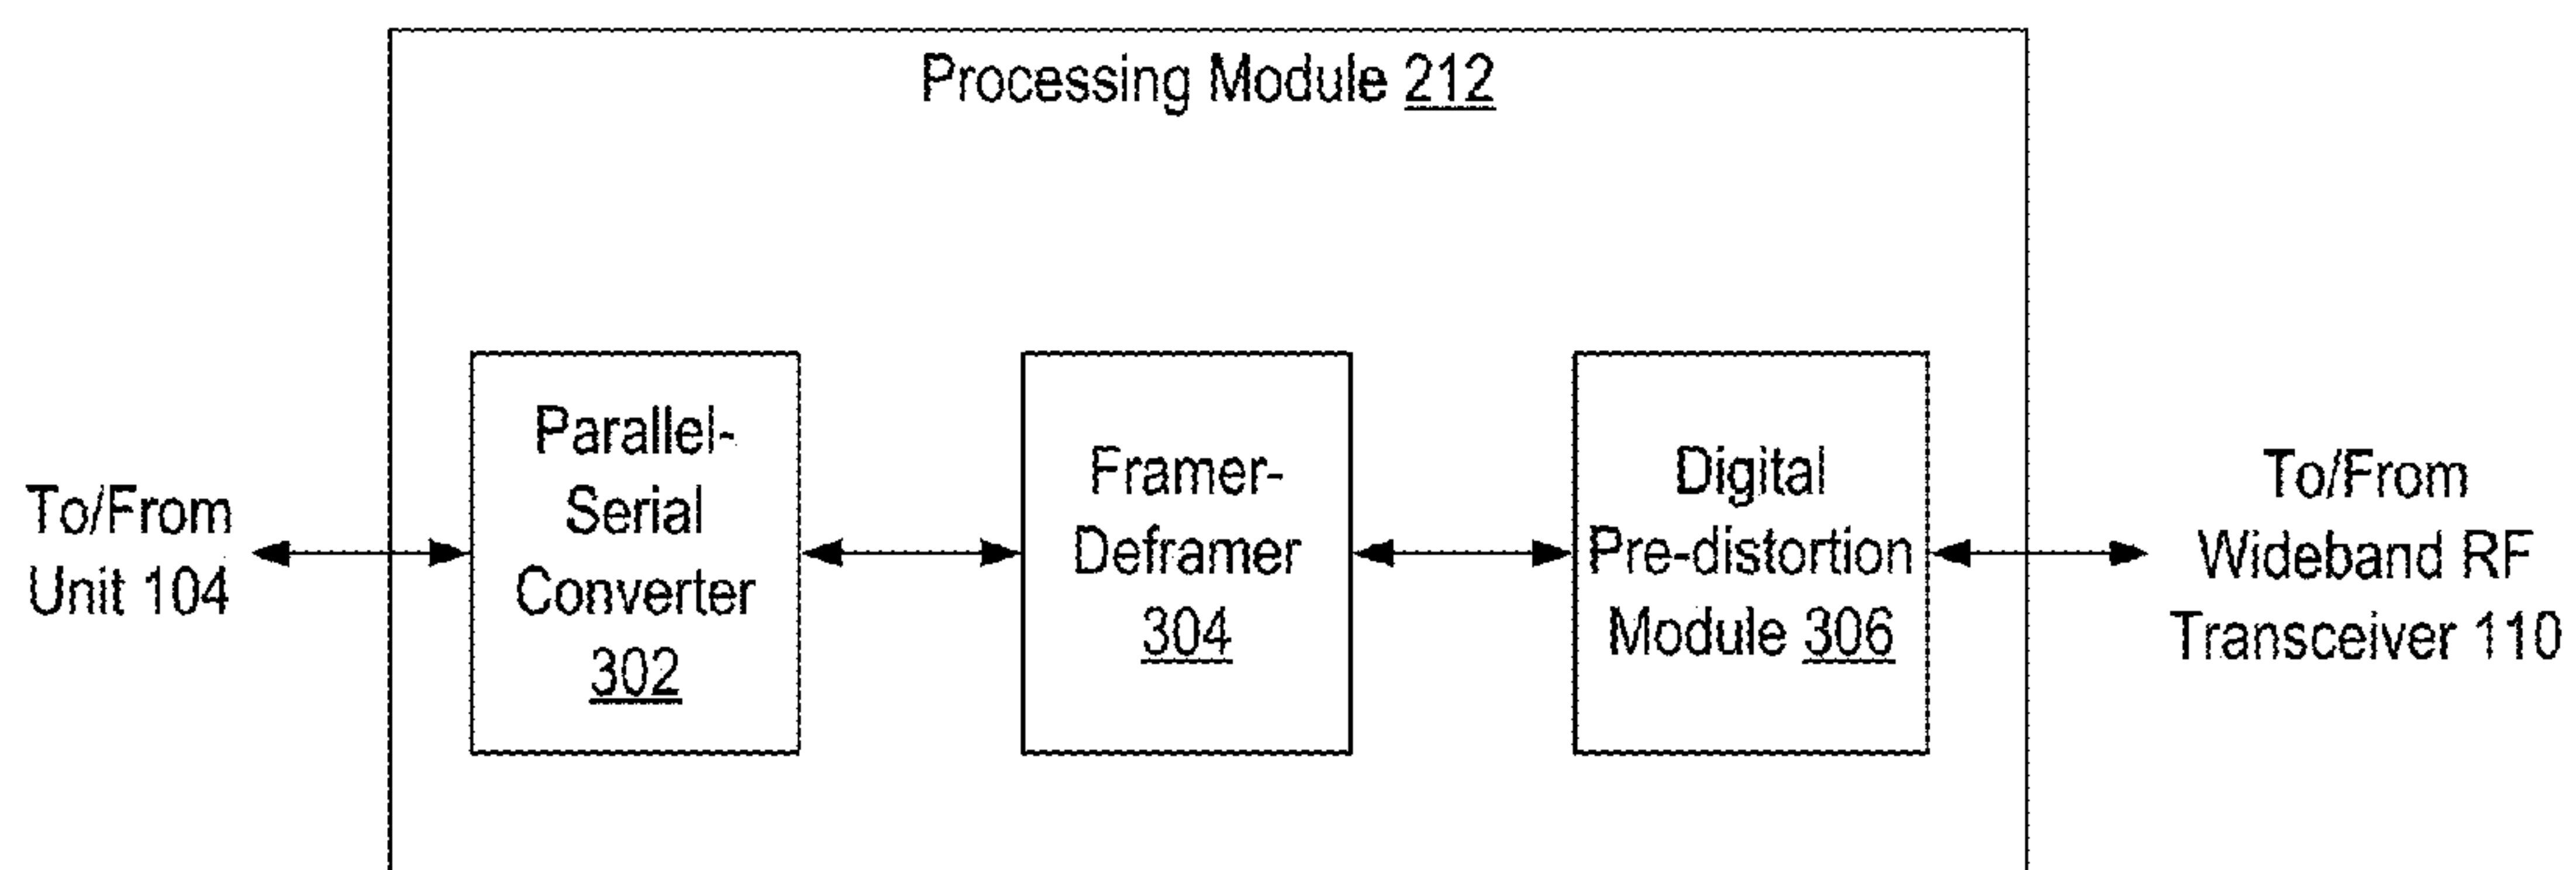 Processing Module 212
To/From
Unit 104
Parallel-
Serial
Converter
302
Framer-
Deframer
304
Digital
Pre-distortion
Module 306
To/From
Wideband RF
Transceiver 110